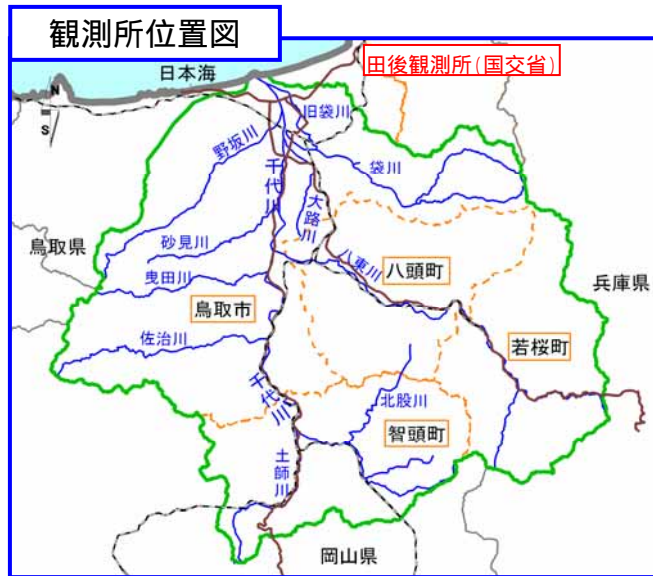 観測所位置図
田後観測所(国交省)
日本海
N
S
旧袋川
野坂川
袋川
千代川
大路川
鳥取県
砂見川
八東川
八頭町
曳田川
兵庫県
鳥取市
佐治川
若桜町
千代川
北股川
智頭町
土師川
岡山県